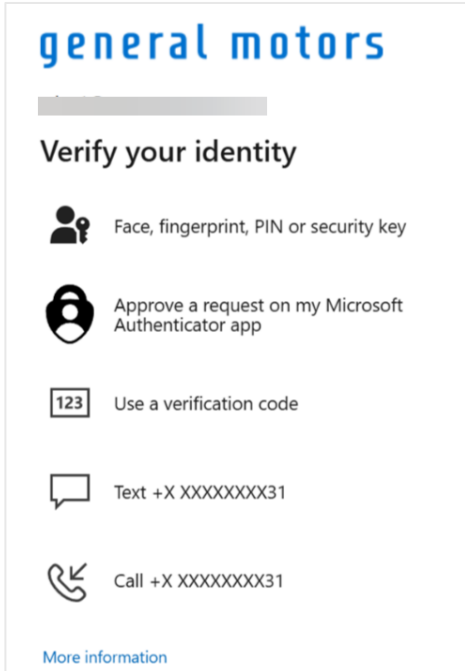 general motors
Verify your identity
Face, fingerprint, PIN or security key
Approve a request on my Microsoft
Authenticator app
123
Use a verification code
Text +X XXXXXXXX31
Call +X XXXXXXXX31
More information